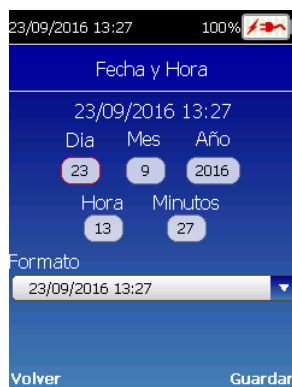 23/09/2016 13:27 100%
Fecha y Hora
23/09/2016 13:27
Dia Mes Año
23 9 2016
Hora Minutos
13 27
Formato
23/09/2016 13:27
Volver Guardar